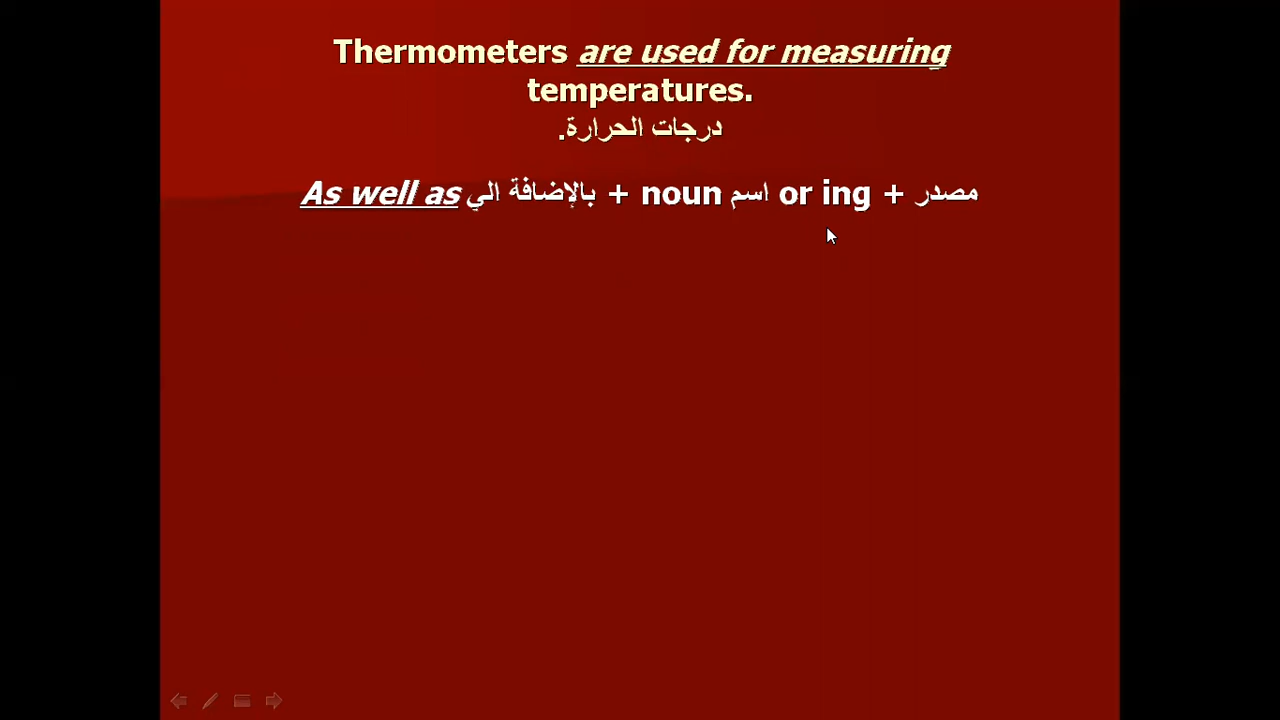 Thermometers are used for measuring
temperatures.
درجات الحرارة.
As well as بالإضافة الي + noun اسم or ing + مصدر